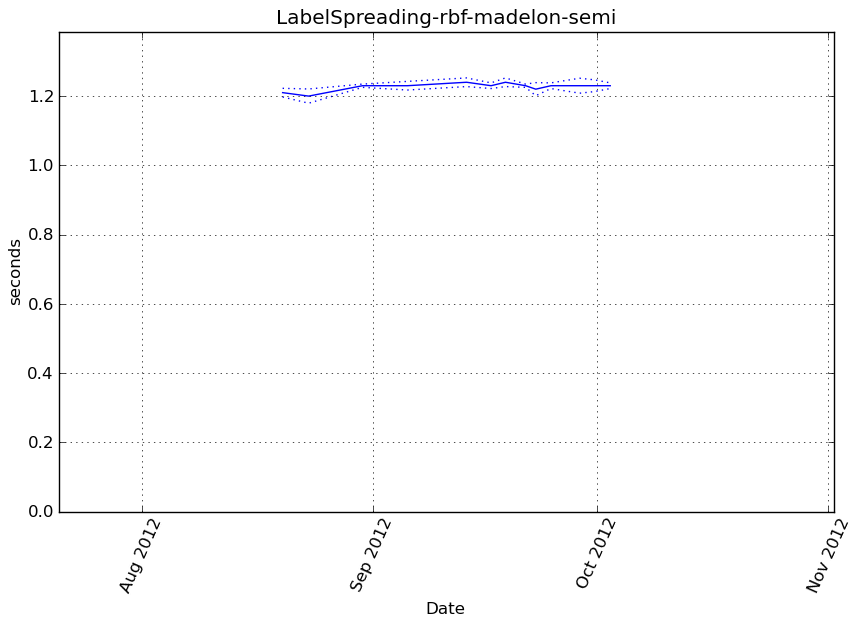 LabelSpreading-rbf-madelon-semi
1.2
1.0
0.8
0.6
0.4
0.2
0.0
seconds
Aug 2012
Sep 2012
Oct 2012
Nov 2012
Date